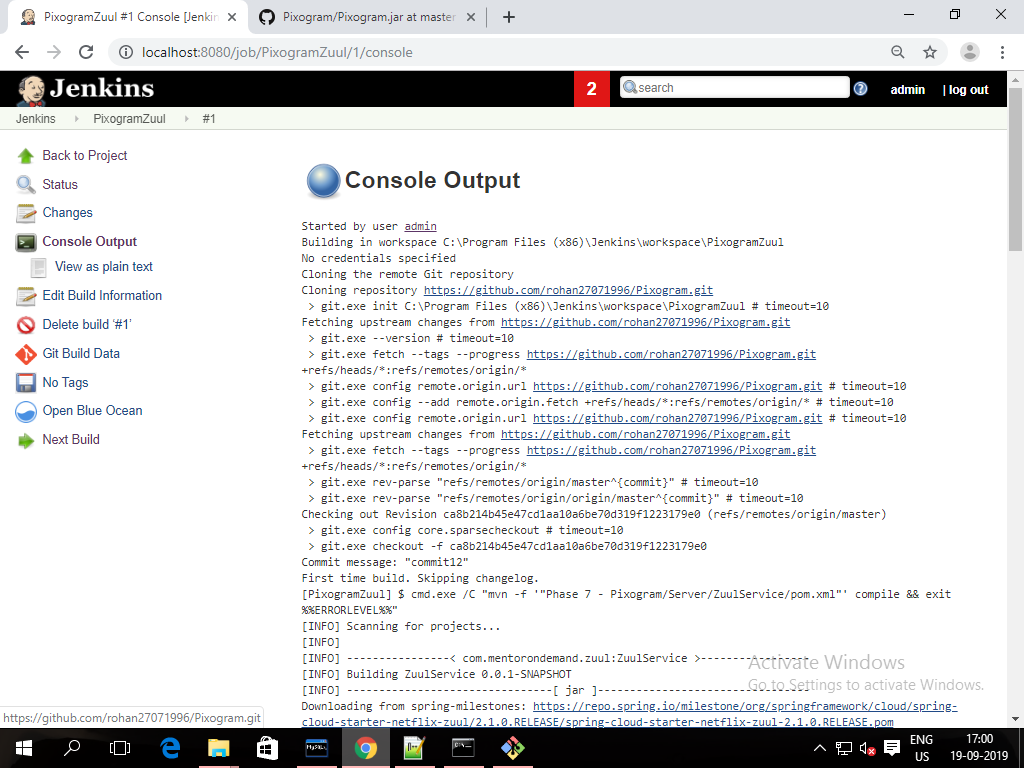 PixogramZuul #1 Console [Jenkin
Pixogram/Pixogram.jar at master
localhost:8080/job/PixogramZuul/1/console
Jenkins
2
search
admin
| log out
Jenkins
PixogramZuul
#1
Back to Project
Status
Changes
Console Output
View as plain text
Edit Build Information
Delete build ‘#1’
Git Build Data
No Tags
Open Blue Ocean
Next Build
Console Output
Started by user admin
Building in workspace C:\Program Files (x86)\Jenkins\workspace\PixogramZuul
No credentials specified
Cloning the remote Git repository
Cloning repository https://github.com/rohan27071996/Pixogram.git
> git.exe init C:\Program Files (x86)\Jenkins\workspace\PixogramZuul # timeout=10
Fetching upstream changes from https://github.com/rohan27071996/Pixogram.git
> git.exe --version # timeout=10
> git.exe fetch --tags --progress https://github.com/rohan27071996/Pixogram.git
+refs/heads/*:refs/remotes/origin/*
> git.exe config remote.origin.url https://github.com/rohan27071996/Pixogram.git # timeout=10
> git.exe config --add remote.origin.fetch +refs/heads/*:refs/remotes/origin/* # timeout=10
> git.exe config remote.origin.url https://github.com/rohan27071996/Pixogram.git # timeout=10
Fetching upstream changes from https://github.com/rohan27071996/Pixogram.git
> git.exe fetch --tags --progress https://github.com/rohan27071996/Pixogram.git
+refs/heads/*:refs/remotes/origin/*
> git.exe rev-parse "refs/remotes/origin/master^{commit}" # timeout=10
> git.exe rev-parse "refs/remotes/origin/origin/master^{commit}" # timeout=10
Checking out Revision ca8b214b45e47cd1aa10a6be70d319f1223179e0 (refs/remotes/origin/master)
> git.exe config core.sparsecheckout # timeout=10
> git.exe checkout -f ca8b214b45e47cd1aa10a6be70d319f1223179e0
Commit message: "commit12"
First time build. Skipping changelog.
[PixogramZuul] $ cmd.exe /C "mvn -f '"Phase 7 - Pixogram/Server/ZuulService/pom.xml"' compile && exit
%%ERRORLEVEL%%"
[INFO] Scanning for projects...
[INFO]
[INFO] ----------------< com.mentorondemand.zuul:ZuulService >-----------------
[INFO] Building ZuulService 0.0.1-SNAPSHOT
[INFO] --------------------------------[ jar ]---------------------------------
Downloading from spring-milestones: https://repo.spring.io/milestone/org/springframework/cloud/spring-
cloud-starter-netflix-zuul/2.1.0.RELEASE/spring-cloud-starter-netflix-zuul-2.1.0.RELEASE.pom
Activate Windows
Go to Settings to activate Windows.
https://github.com/rohan27071996/Pixogram.git
MySQL
ENG
US
17:00
19-09-2019